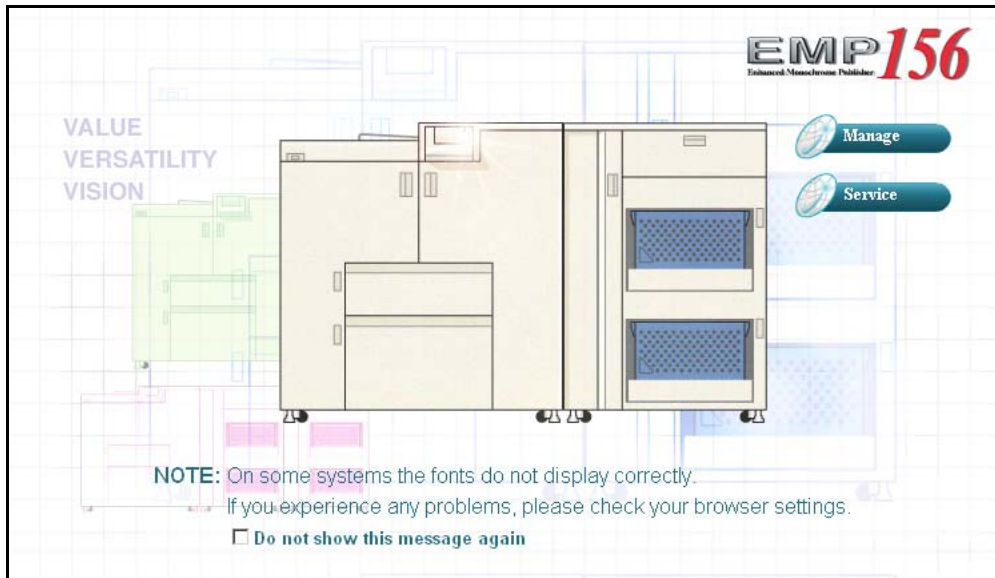 EMP156
Enhanced Monochrome Publisher
VALUE
VERSATILITY
VISION
Manage
Service
NOTE: On some systems the fonts do not display correctly.
If you experience any problems, please check your browser settings.
Do not show this message again